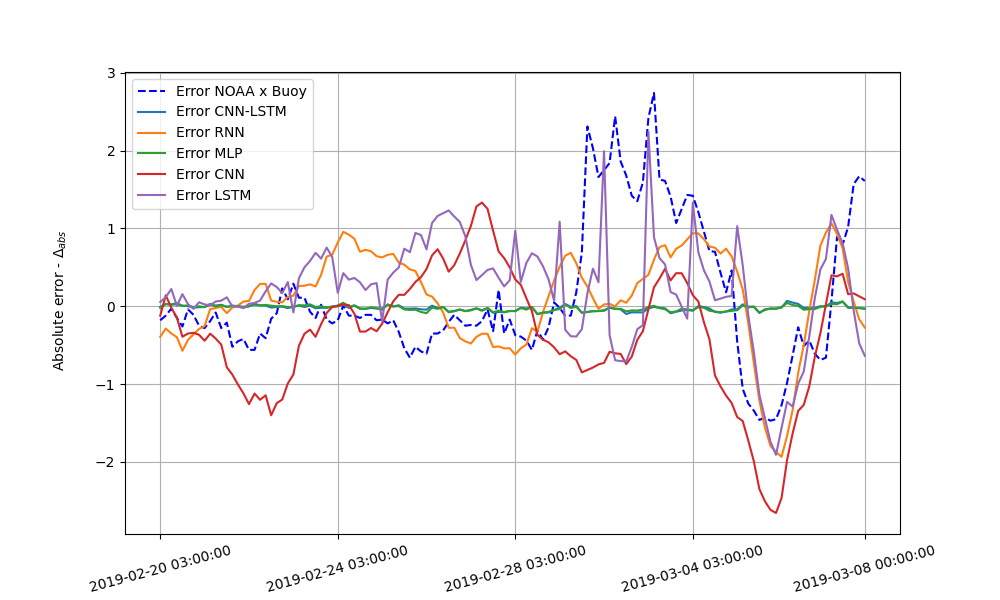 3
2
1
0
−1
−2
Absolute error - Δabs
Error NOAA x Buoy
Error CNN-LSTM
Error RNN
Error MLP
Error CNN
Error LSTM
2019-02-20 03:00:00
2019-02-24 03:00:00
2019-02-28 03:00:00
2019-03-04 03:00:00
2019-03-08 00:00:00